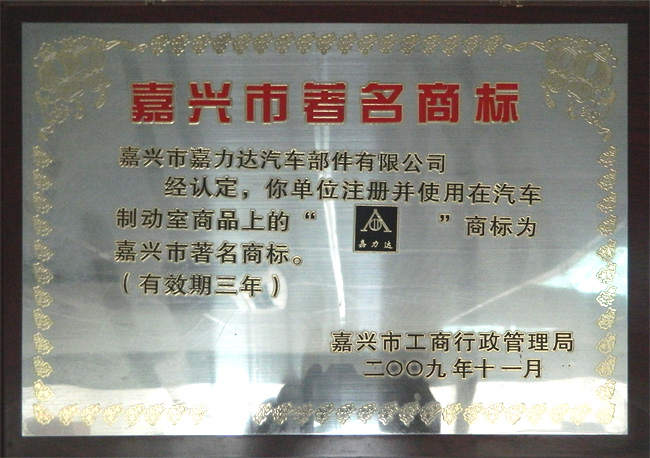 嘉兴市著名商标
嘉兴市嘉力达汽车部件有限公司
经认定，你单位注册并使用在汽车
制动室商品上的“嘉力达”商标为
嘉兴市著名商标。
（有效期三年）
嘉兴市工商行政管理局
二〇〇九年十一月